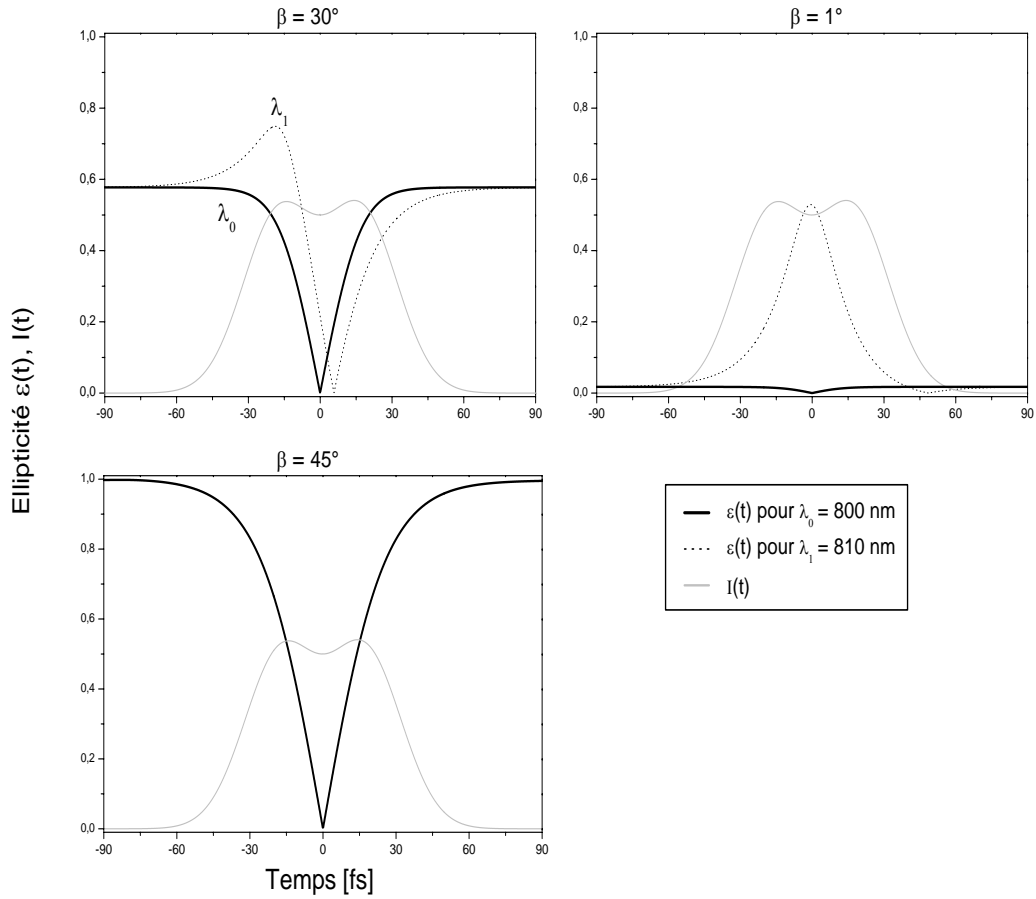 β = 30°
β = 1°
1,0
0,8
0,6
0,4
0,2
0,0
λ₁
λ₀
-90 -60 -30 0 30 60 90
1,0
0,8
0,6
0,4
0,2
0,0
-90 -60 -30 0 30 60 90
Ellipticité ε(t), I(t)
β = 45°
1,0
0,8
0,6
0,4
0,2
0,0
-90 -60 -30 0 30 60 90
Temps [fs]
ε(t) pour λ₀ = 800 nm
ε(t) pour λ₁ = 810 nm
I(t)